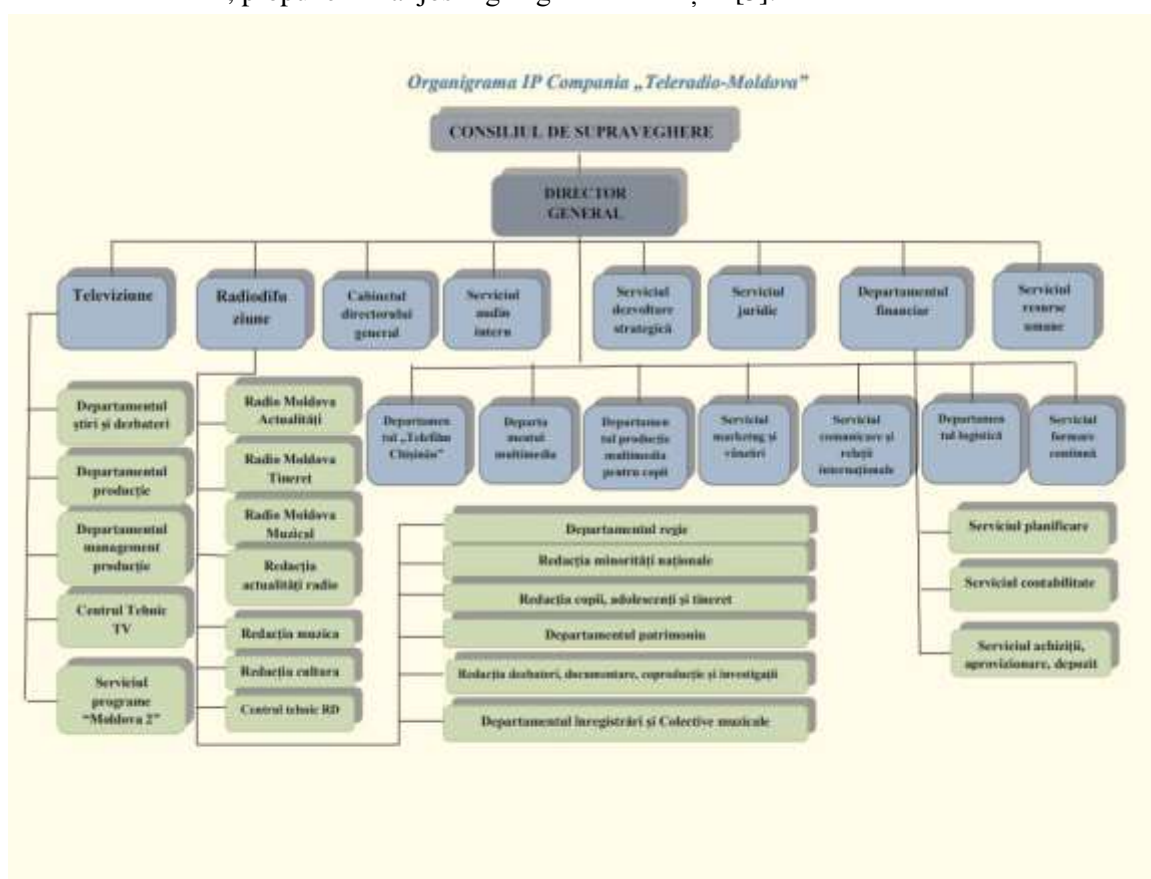 Organigrama IP Compania „Teleradio-Moldova”
CONSILIUL DE SUPRAVEGHERE
DIRECTOR
GENERAL
Televiziune
Radiodifu
ziune
Cabinetul
directorului
general
Serviciul
audit
intern
Serviciul
dezvoltare
strategică
Serviciul
juridic
Departamentul
financiar
Serviciul
resurse
umane
Departamen
tul „Telefilm
Chișinău”
Departa
mentul
multimedia
Departamen
tul producție
multimedia
pentru copii
Serviciul
marketing și
vânzări
Serviciul
comunicare și
relații
internaționale
Departamen
tul logistică
Serviciul
formare
continuă
Departamentul
știri și dezbateri
Departamentul
producție
Departamentul
management
producție
Centrul Tehnic
TV
Serviciul
programe
“Moldova 2”
Radio Moldova
Actualități
Radio Moldova
Tineret
Radio Moldova
Muzical
Redacția
actualități radio
Redacția muzica
Redacția cultura
Centrul tehnic RD
Departamentul regie
Redacția minorități naționale
Redacția copii, adolescenți și tineret
Departamentul patrimoniu
Redacția dezbateri, documentare, coproducție și investigații
Departamentul înregistrări și Colective muzicale
Serviciul planificare
Serviciul contabilitate
Serviciul achiziții,
aprovizionare, depozit